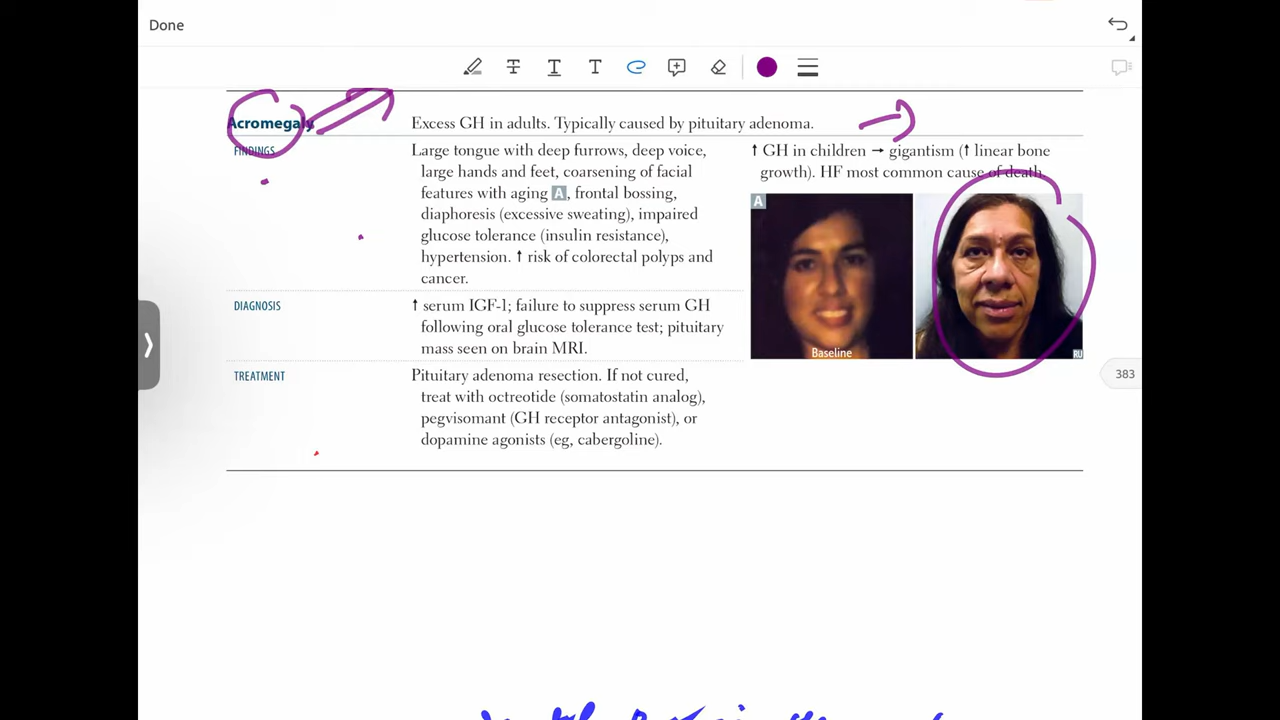 Done
Acromegaly
Excess GH in adults. Typically caused by pituitary adenoma.
FINDINGS
Large tongue with deep furrows, deep voice,
large hands and feet, coarsening of facial
features with aging A, frontal bossing,
diaphoresis (excessive sweating), impaired
glucose tolerance (insulin resistance),
hypertension. ↑ risk of colorectal polyps and
cancer.
↑ GH in children → gigantism (↑ linear bone
growth). HF most common cause of death.
A
Baseline
RU
DIAGNOSIS
↑ serum IGF-1; failure to suppress serum GH
following oral glucose tolerance test; pituitary
mass seen on brain MRI.
383
TREATMENT
Pituitary adenoma resection. If not cured,
treat with octreotide (somatostatin analog),
pegvisomant (GH receptor antagonist), or
dopamine agonists (eg, cabergoline).